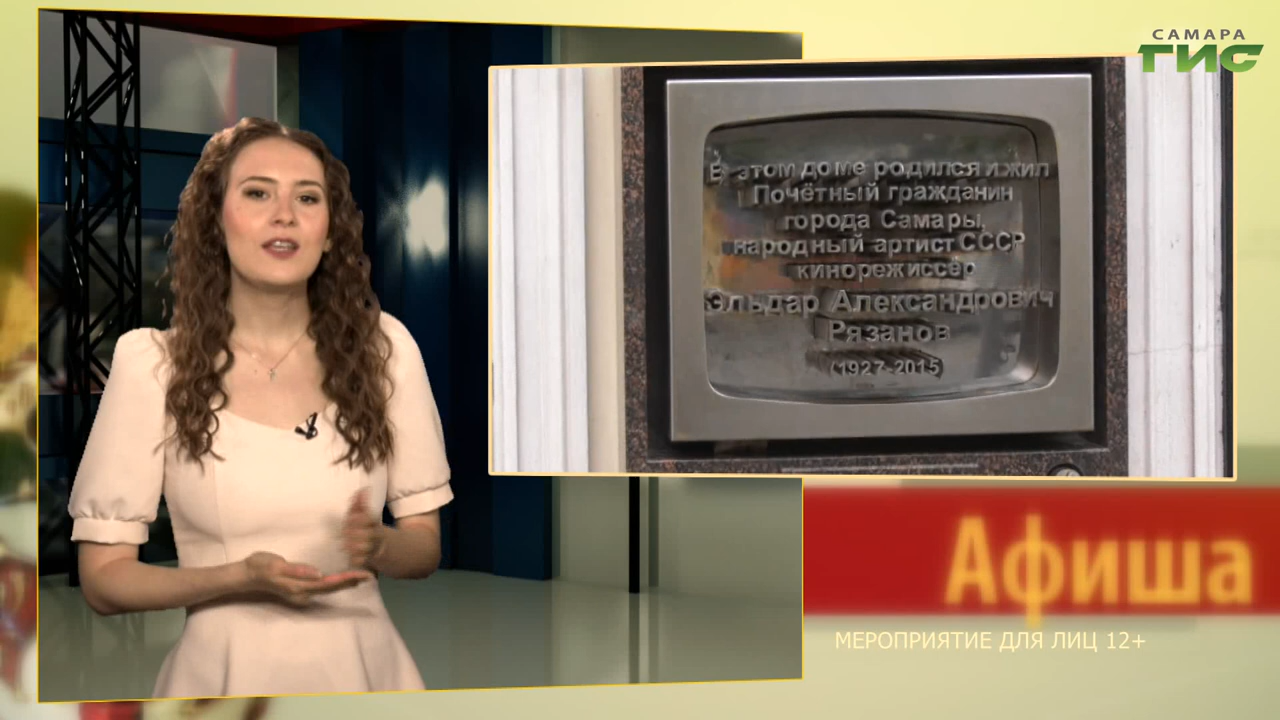 САМАРА
ГИС
В этом доме родился и жил
Почётный гражданин
города Самары,
народный артист СССР
кинорежиссёр
Эльдар Александрович
Рязанов
(1927-2015)
Афиша
МЕРОПРИЯТИЕ ДЛЯ ЛИЦ 12+